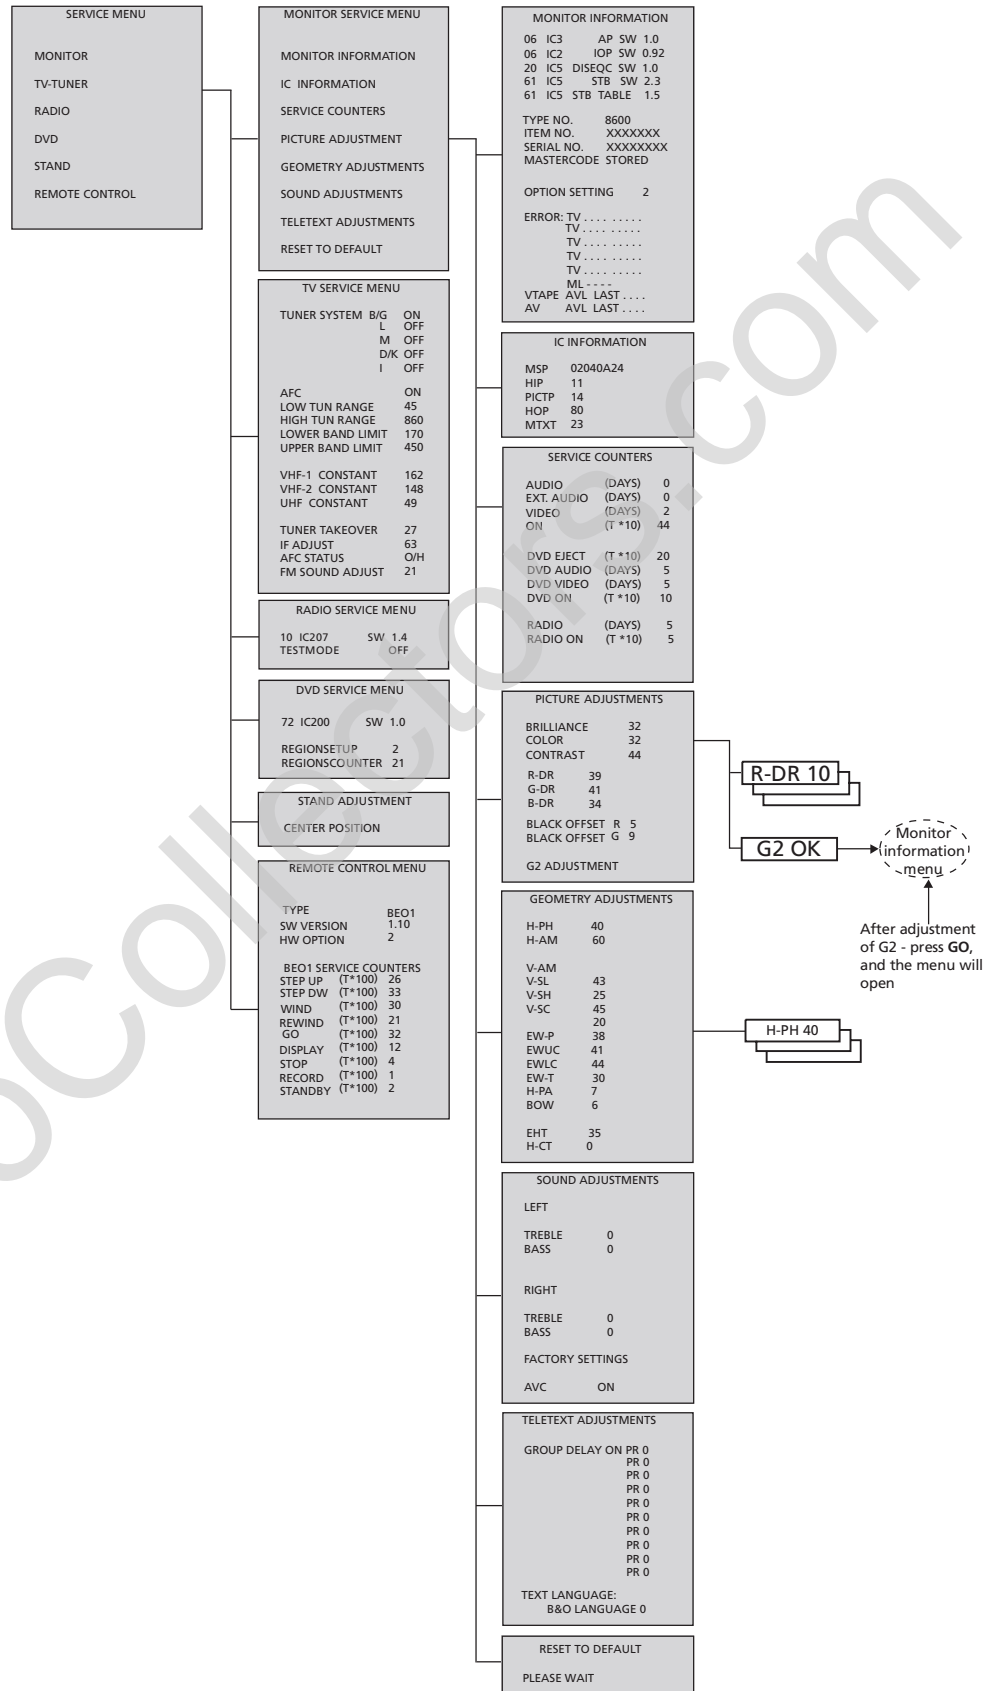 SERVICE MENU
MONITOR
TV-TUNER
RADIO
DVD
STAND
REMOTE CONTROL
MONITOR SERVICE MENU
MONITOR INFORMATION
IC INFORMATION
SERVICE COUNTERS
PICTURE ADJUSTMENT
GEOMETRY ADJUSTMENTS
SOUND ADJUSTMENTS
TELETEXT ADJUSTMENTS
RESET TO DEFAULT
TV SERVICE MENU
TUNER SYSTEM B/G ON
L OFF
M OFF
D/K OFF
I OFF
AFC ON
LOW TUN RANGE 45
HIGH TUN RANGE 860
LOWER BAND LIMIT 170
UPPER BAND LIMIT 450
VHF-1 CONSTANT 162
VHF-2 CONSTANT 148
UHF CONSTANT 49
TUNER TAKEOVER 27
IF ADJUST 63
AFC STATUS O/H
FM SOUND ADJUST 21
RADIO SERVICE MENU
10 IC207 SW 1.4
TESTMODE OFF
DVD SERVICE MENU
72 IC200 SW 1.0
REGIONSETUP 2
REGIONSCOUNTER 21
STAND ADJUSTMENT
CENTER POSITION
REMOTE CONTROL MENU
TYPE BEO1
SW VERSION 1.10
HW OPTION 2
BEO1 SERVICE COUNTERS
STEP UP (T*100) 26
STEP DW (T*100) 33
WIND (T*100) 30
REWIND (T*100) 21
GO (T*100) 32
DISPLAY (T*100) 12
STOP (T*100) 4
RECORD (T*100) 1
STANDBY (T*100) 2
MONITOR INFORMATION
06 IC3 AP SW 1.0
06 IC2 IOP SW 0.92
20 IC5 DISEQC SW 1.0
61 IC5 STB SW 2.3
61 IC5 STB TABLE 1.5
TYPE NO. 8600
ITEM NO. XXXXXXX
SERIAL NO. XXXXXXXX
MASTERCODE STORED
OPTION SETTING 2
ERROR: TV . . . . . . . . .
TV . . . . . . . . .
TV . . . . . . . . .
TV . . . . . . . . .
TV . . . . . . . . .
ML - - - -
VTAPE AVL LAST . . . .
AV AVL LAST . . . .
IC INFORMATION
MSP 02040A24
HIP 11
PICTP 14
HOP 80
MTXT 23
SERVICE COUNTERS
AUDIO (DAYS) 0
EXT. AUDIO (DAYS) 0
VIDEO (DAYS) 2
ON (T *10) 44
DVD EJECT (T *10) 20
DVD AUDIO (DAYS) 5
DVD VIDEO (DAYS) 5
DVD ON (T *10) 10
RADIO (DAYS) 5
RADIO ON (T *10) 5
PICTURE ADJUSTMENTS
BRILLIANCE 32
COLOR 32
CONTRAST 44
R-DR 39
G-DR 41
B-DR 34
BLACK OFFSET R 5
BLACK OFFSET G 9
G2 ADJUSTMENT
R-DR 10
G2 OK
Monitor
information
menu
After adjustment
of G2 - press GO,
and the menu will
open
GEOMETRY ADJUSTMENTS
H-PH 40
H-AM 60
V-AM
V-SL 43
V-SH 25
V-SC 45
20
EW-P 38
EWUC 41
EWLC 44
EW-T 30
H-PA 7
BOW 6
EHT 35
H-CT 0
H-PH 40
SOUND ADJUSTMENTS
LEFT
TREBLE 0
BASS 0
RIGHT
TREBLE 0
BASS 0
FACTORY SETTINGS
AVC ON
TELETEXT ADJUSTMENTS
GROUP DELAY ON PR 0
PR 0
PR 0
PR 0
PR 0
PR 0
PR 0
PR 0
PR 0
PR 0
TEXT LANGUAGE:
B&O LANGUAGE 0
RESET TO DEFAULT
PLEASE WAIT
oCollectors.com